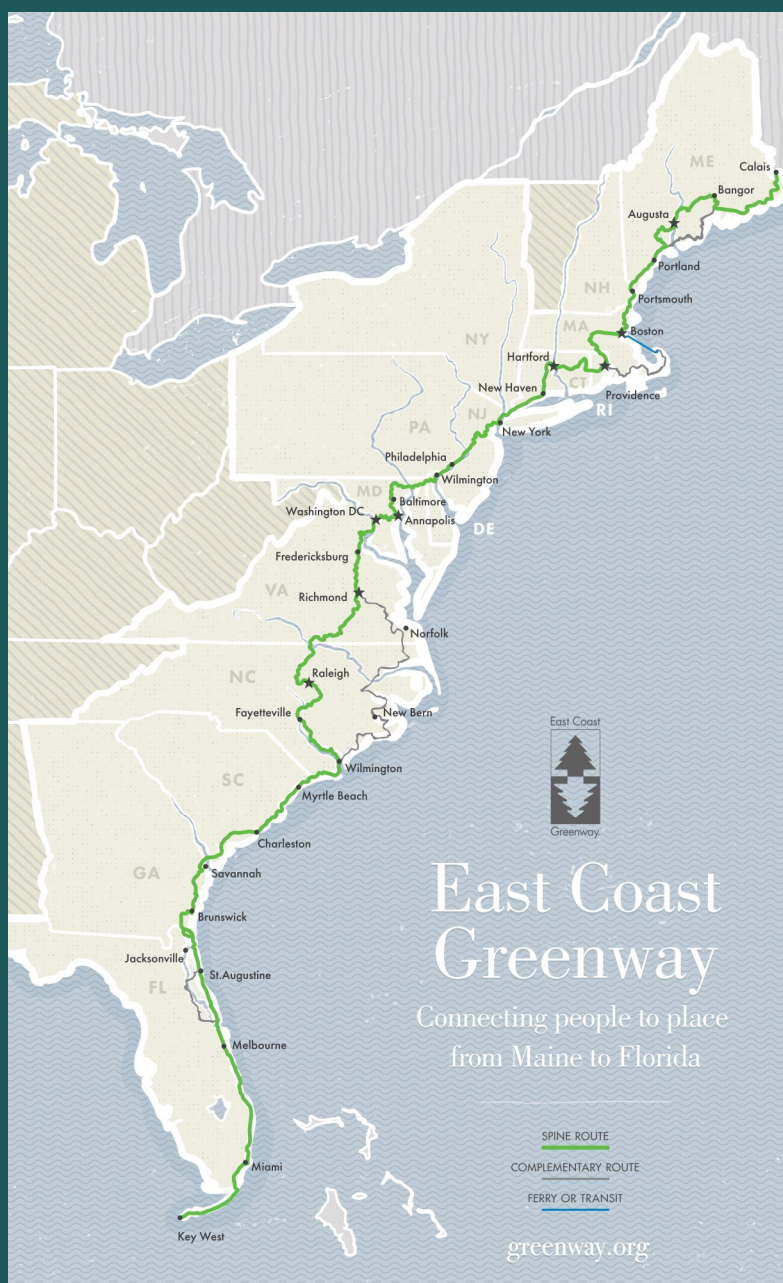 ME
Calais
Bangor
Augusta
Portland
NH
Portsmouth
MA
Boston
NY
Hartford
CT
New Haven
Providence
RI
NJ
PA
New York
Philadelphia
Wilmington
MD
Baltimore
Washington DC
Annapolis
DE
Fredericksburg
VA
Richmond
Norfolk
NC
Raleigh
Fayetteville
New Bern
Wilmington
SC
Myrtle Beach
Charleston
GA
Savannah
Brunswick
Jacksonville
St.Augustine
FL
Melbourne
Miami
Key West
East Coast
Greenway
East Coast
Greenway
Connecting people to place
from Maine to Florida
SPINE ROUTE
COMPLEMENTARY ROUTE
FERRY OR TRANSIT
greenway.org